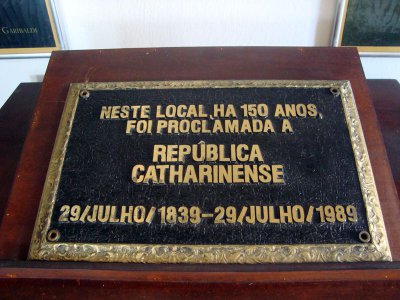 GARIBALDI
NESTE LOCAL, HA 150 ANOS,
FOI PROCLAMADA A
REPÚBLICA
CATHARINENSE
29/JULHO/1839-29/JULHO/1989